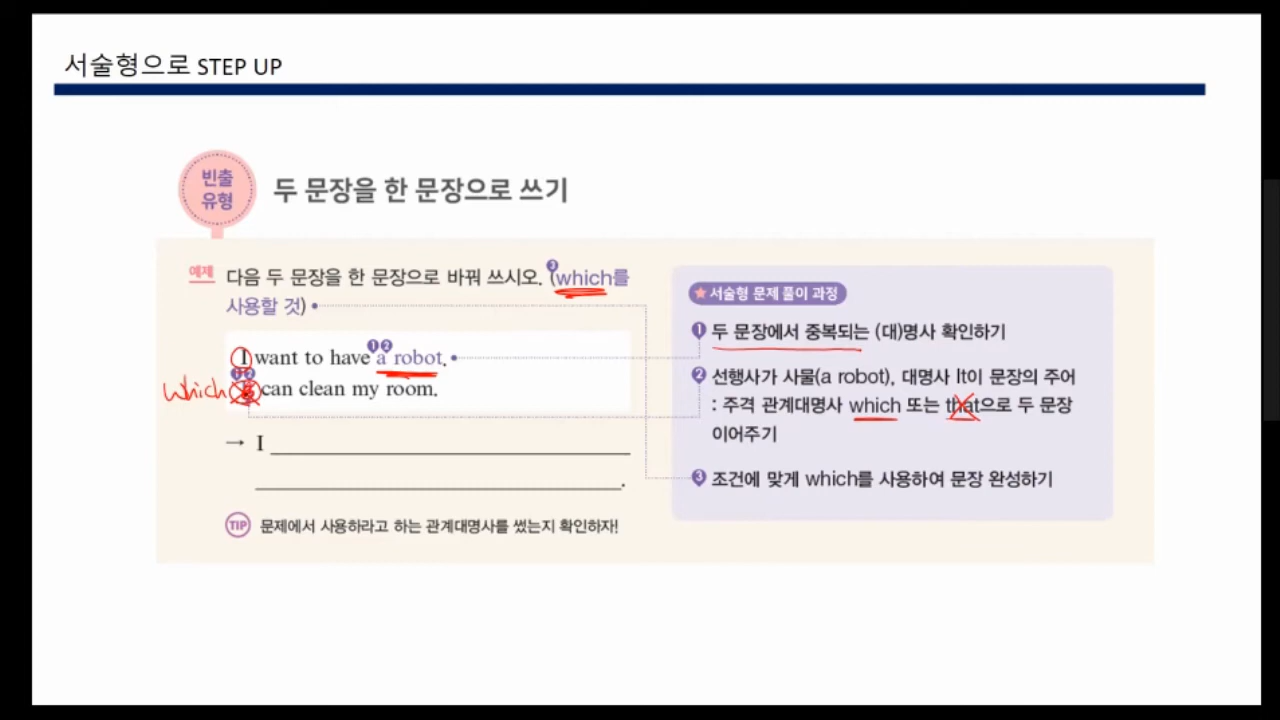 서술형으로 STEP UP
빈출
유형
두 문장을 한 문장으로 쓰기
예제 다음 두 문장을 한 문장으로 바꿔 쓰시오. (which를
사용할 것)
I want to have a robot.
which can clean my room.
→ I
.
TIP 문제에서 사용하라고 하는 관계대명사를 썼는지 확인하자!
★ 서술형 문제 풀이 과정
1 두 문장에서 중복되는 (대)명사 확인하기
2 선행사가 사물(a robot), 대명사 It이 문장의 주어
: 주격 관계대명사 which 또는 that으로 두 문장
이어주기
3 조건에 맞게 which를 사용하여 문장 완성하기